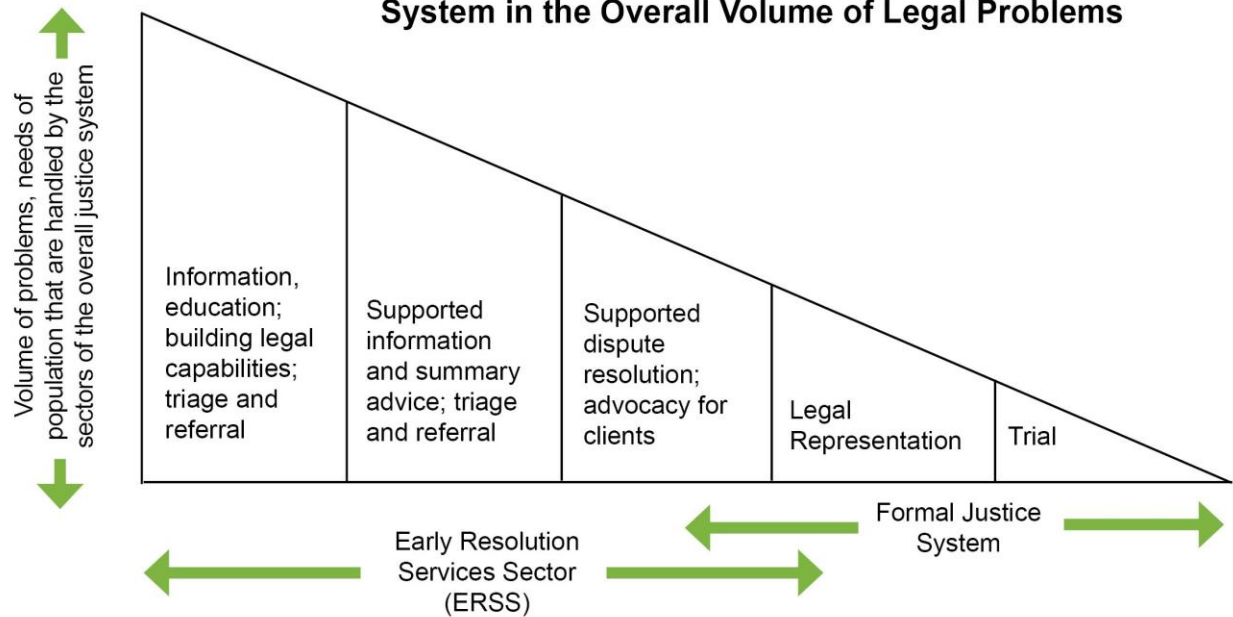 System in the Overall Volume of Legal Problems
Volume of problems, needs of
population that are handled by the
sectors of the overall justice system
Information,
education;
building legal
capabilities;
triage and
referral
Supported
information
and summary
advice; triage
and referral
Supported
dispute
resolution;
advocacy for
clients
Legal
Representation
Trial
Formal Justice
System
Early Resolution
Services Sector
(ERSS)